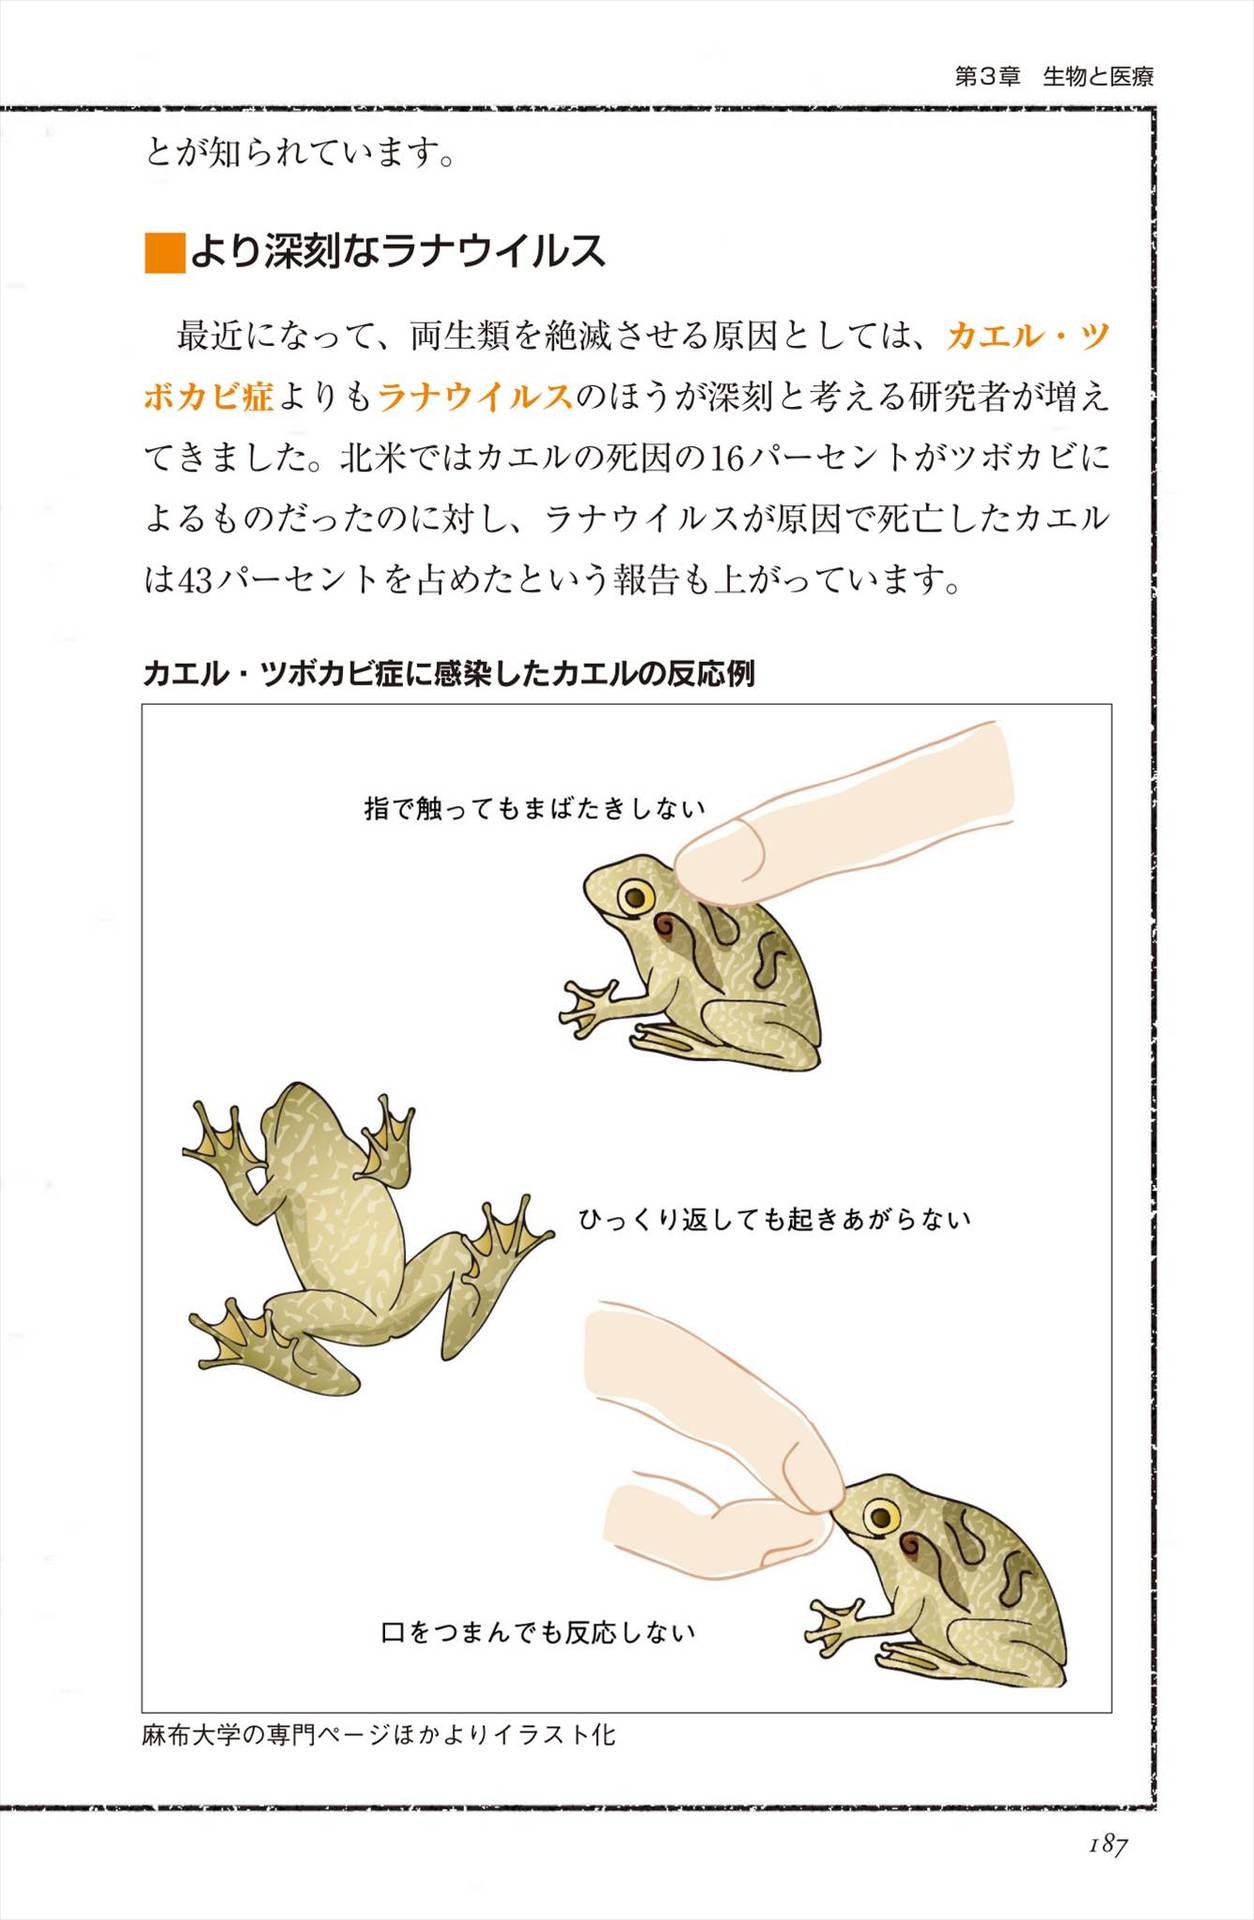 第3章　生物と医療
とが知られています。
■より深刻なラナウイルス
　最近になって、両生類を絶滅させる原因としては、カエル・ツ
ボカビ症よりもラナウイルスのほうが深刻と考える研究者が増え
てきました。北米ではカエルの死因の16パーセントがツボカビに
よるものだったのに対し、ラナウイルスが原因で死亡したカエル
は43パーセントを占めたという報告も上がっています。
カエル・ツボカビ症に感染したカエルの反応例
指で触ってもまばたきしない
ひっくり返しても起きあがらない
口をつまんでも反応しない
麻布大学の専門ページほかよりイラスト化
187